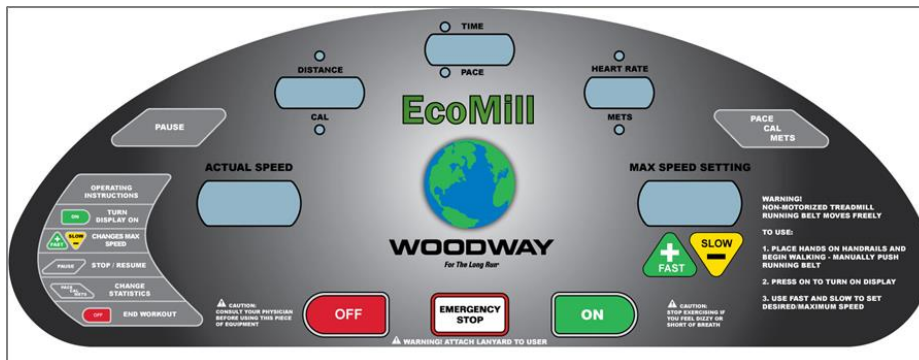 TIME
PACE
DISTANCE
CAL
HEART RATE
METS
EcoMill
PAUSE
PACE
CAL
METS
ACTUAL SPEED
MAX SPEED SETTING
WOODWAY
For The Long Run®
+
FAST
SLOW
-
OPERATING
INSTRUCTIONS
ON
TURN
DISPLAY ON
+
FAST
SLOW
-
CHANGES MAX
SPEED
PAUSE
STOP / RESUME
PACE
CAL
METS
CHANGE
STATISTICS
OFF
END WORKOUT
WARNING!
NON-MOTORIZED TREADMILL
RUNNING BELT MOVES FREELY
TO USE:
1. PLACE HANDS ON HANDRAILS AND
BEGIN WALKING - MANUALLY PUSH
RUNNING BELT
2. PRESS ON TO TURN ON DISPLAY
3. USE FAST AND SLOW TO SET
DESIRED/MAXIMUM SPEED
CAUTION:
CONSULT YOUR PHYSICIAN
BEFORE USING THIS PIECE
OF EQUIPMENT
OFF
EMERGENCY
STOP
ON
CAUTION:
STOP EXERCISING IF
YOU FEEL DIZZY OR
SHORT OF BREATH
WARNING! ATTACH LANYARD TO USER